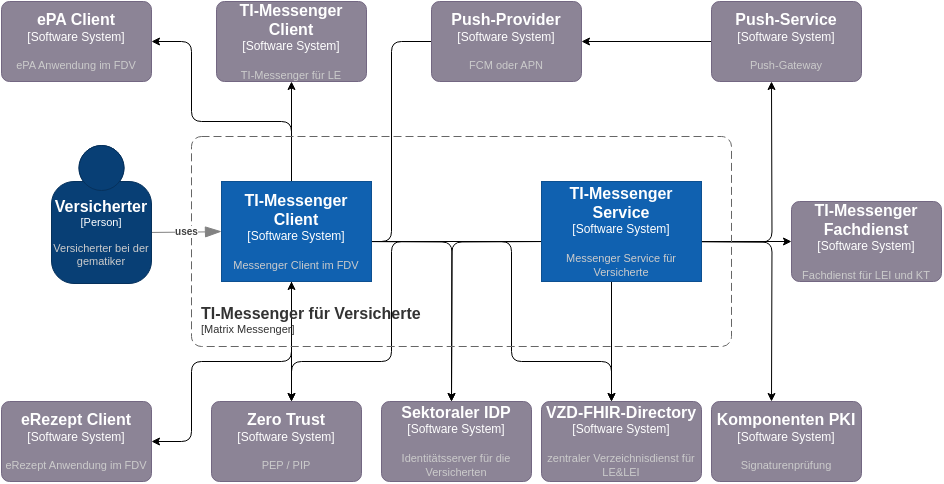 ePA Client
[Software System]
ePA Anwendung im FDV
TI-Messenger
Client
[Software System]
TI-Messenger für LE
Push-Provider
[Software System]
FCM oder APN
Push-Service
[Software System]
Push-Gateway
Versicherter
[Person]
Versicherter bei der
gematiker
uses
TI-Messenger
Client
[Software System]
Messenger Client im FDV
TI-Messenger
Service
[Software System]
Messenger Service für
Versicherte
TI-Messenger
Fachdienst
[Software System]
Fachdienst für LEI und KT
TI-Messenger für Versicherte
[Matrix Messenger]
eRezept Client
[Software System]
eRezept Anwendung im FDV
Zero Trust
[Software System]
PEP / PIP
Sektoraler IDP
[Software System]
Identitätsserver für die
Versicherten
VZD-FHIR-Directory
[Software System]
zentraler Verzeichnisdienst für
LE&LEI
Komponenten PKI
[Software System]
Signaturenprüfung